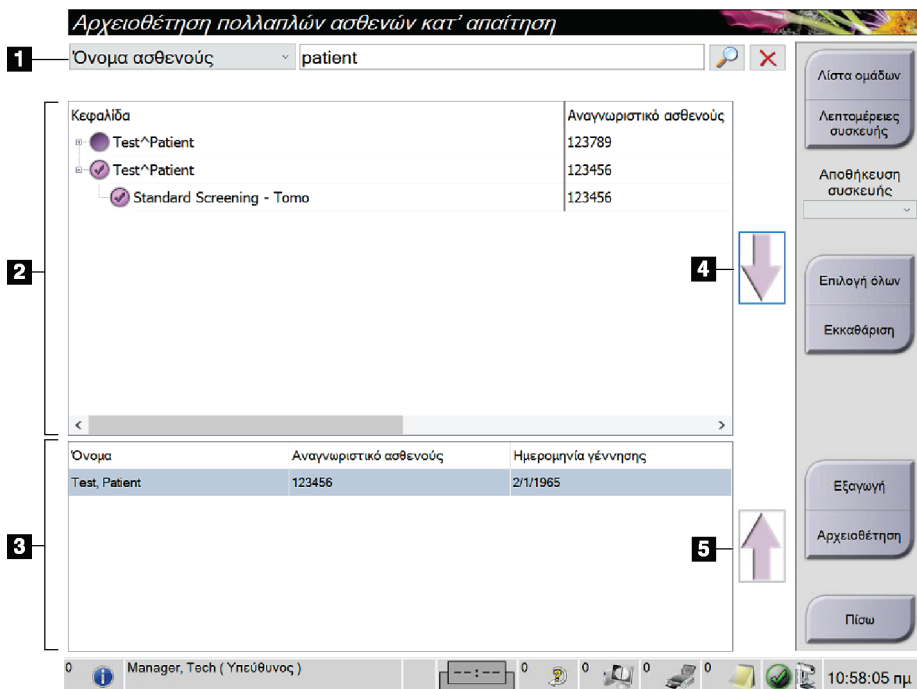 Αρχειοθέτηση πολλαπλών ασθενών κατ' απαίτηση
1
Όνομα ασθενούς
patient
Λίστα ομάδων
Λεπτομέρειες
συσκευής
Αποθήκευση
συσκευής
2
Κεφαλίδα Αναγνωριστικό ασθενούς
Test^Patient 123789
Test^Patient 123456
Standard Screening - Tomo 123456
4
Επιλογή όλων
Εκκαθάριση
3
Όνομα Αναγνωριστικό ασθενούς Ημερομηνία γέννησης
Test, Patient 123456 2/1/1965
5
Εξαγωγή
Αρχειοθέτηση
Πίσω
0 Manager, Tech ( Υπεύθυνος ) --:-- 0 0 0 0 10:58:05 πμ